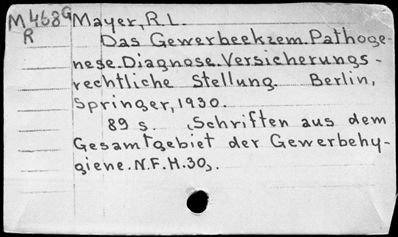 M468G Mayer, R.L.
R Das Gewerbeekzem. Pathoge-
nese. Diagnose. Versicherungs-
rechtliche Stellung. Berlin,
Springer, 1930.
89 s. (Schriften aus dem
Gesamtgebiet der Gewerbehy-
giene. N.F.H.30).